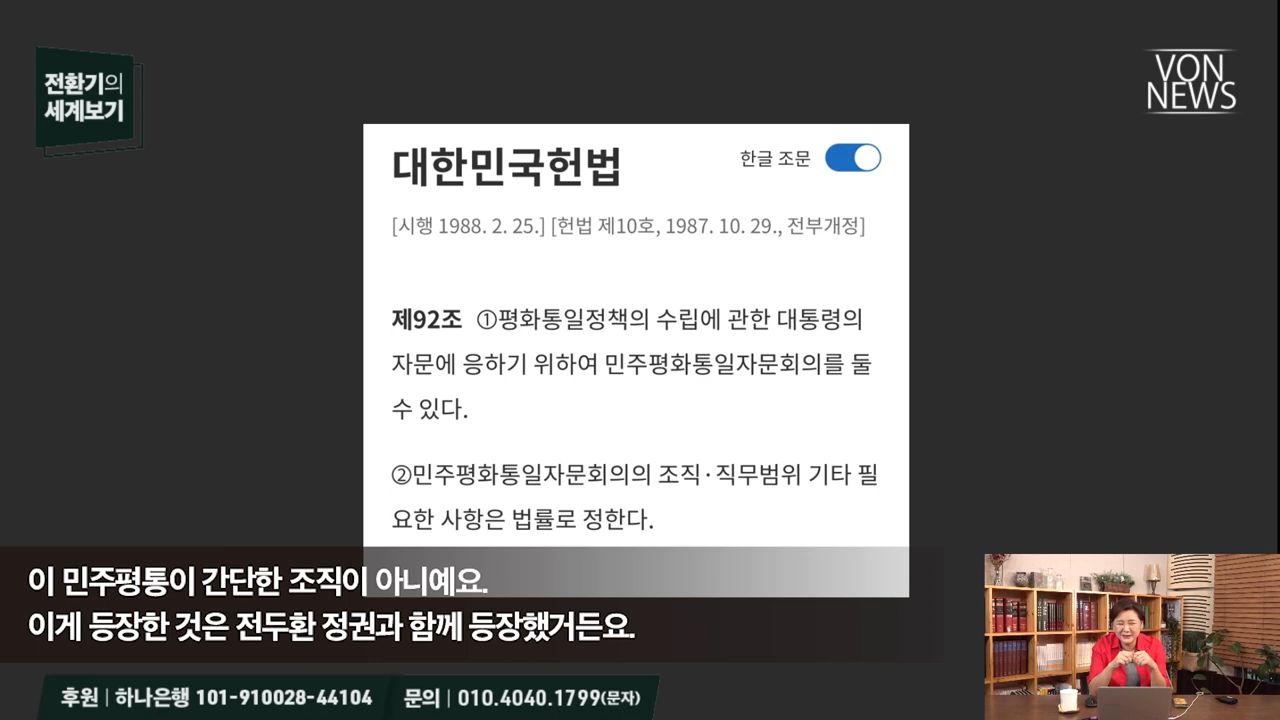 전환기의
세계보기
VON
NEWS
대한민국헌법
한글 조문
[시행 1988. 2. 25.] [헌법 제10호, 1987. 10. 29., 전부개정]
제92조 ①평화통일정책의 수립에 관한 대통령의
자문에 응하기 위하여 민주평화통일자문회의를 둘
수 있다.
②민주평화통일자문회의의 조직·직무범위 기타 필
요한 사항은 법률로 정한다.
이 민주평통이 간단한 조직이 아니예요.
이게 등장한 것은 전두환 정권과 함께 등장했거든요.
후원 | 하나은행 101-910028-44104 문의 | 010.4040.1799(문자)